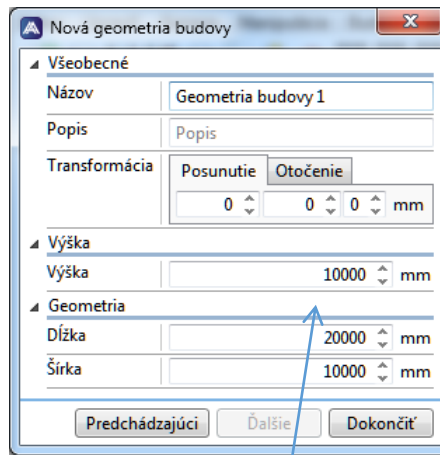 Nová geometria budovy
Všeobecné
Názov Geometria budovy 1
Popis Popis
Transformácia Posunutie Otočenie
0 0 0 mm
Výška
Výška 10000 mm
Geometria
Dĺžka 20000 mm
Šírka 10000 mm
Predchádzajúci Ďalšie Dokončiť